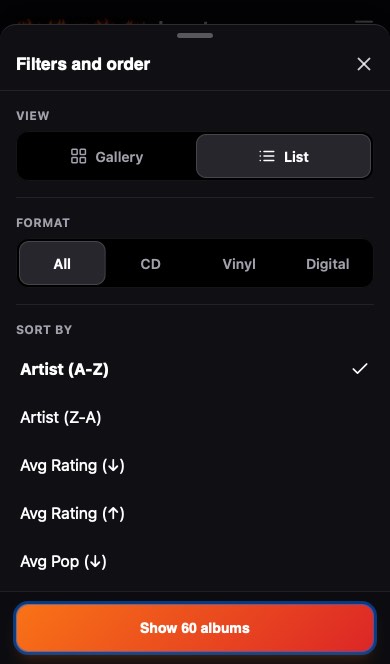 Filters and order
VIEW
Gallery List
FORMAT
All CD Vinyl Digital
SORT BY
Artist (A-Z)
Artist (Z-A)
Avg Rating (↓)
Avg Rating (↑)
Avg Pop (↓)
Show 60 albums